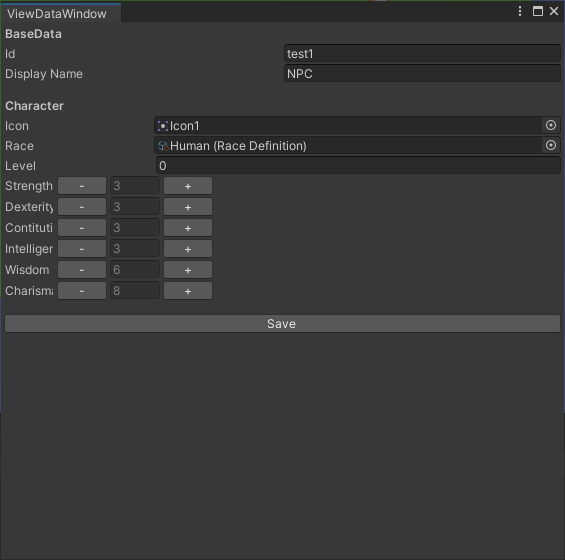 ViewDataWindow
BaseData
Id test1
Display Name NPC
Character
Icon Icon1
Race Human (Race Definition)
Level 0
Strength - 3 +
Dexterity - 3 +
Contituti - 3 +
Intelliger - 3 +
Wisdom - 6 +
Charisma - 8 +
Save